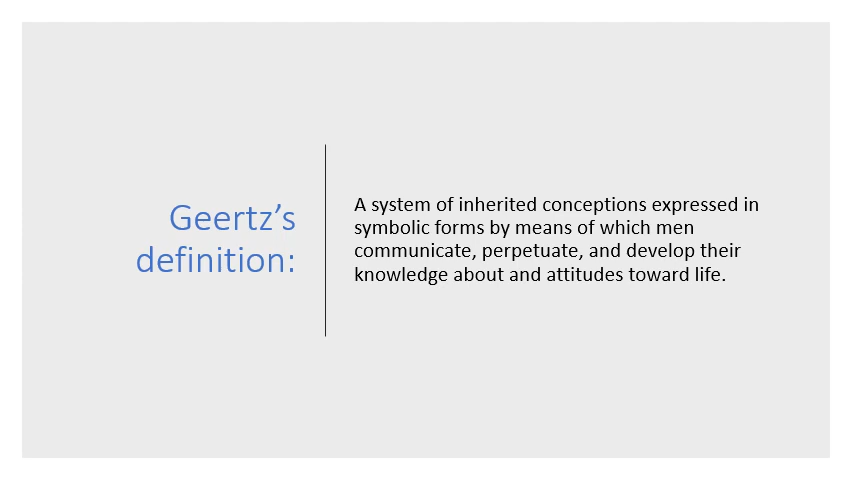 Geertz’s
definition:
A system of inherited conceptions expressed in
symbolic forms by means of which men
communicate, perpetuate, and develop their
knowledge about and attitudes toward life.